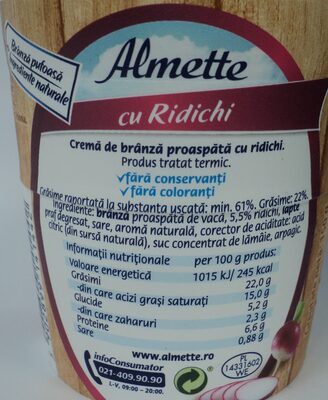 Brânză pufoasă
ingrediente naturale
Almette
cu Ridichi
Cremă de brânză proaspătă cu ridichi.
Produs tratat termic.
✓fără conservanți
✓fără coloranți
Grăsime raportată la substanța uscată: min. 61%. Grăsime: 22%.
Ingrediente: brânză proaspătă de vacă, 5,5% ridichi, lapte
praf degresat, sare, aromă naturală, corector de aciditate: acid
citric (din sursă naturală), suc concentrat de lămâie, arpagic.
Informații nutriționale per 100 g produs:
Valoare energetică 1015 kJ/ 245 kcal
Grăsimi 22,0 g
-din care acizi grași saturați 15,0 g
Glucide 5,2 g
-din care zaharuri 2,3 g
Proteine 6,6 g
Sare 0,88 g
www.almette.ro
infoConsumator
021-409.90.90
L-V, 09:00 - 20:00.
PL
14331602
WE